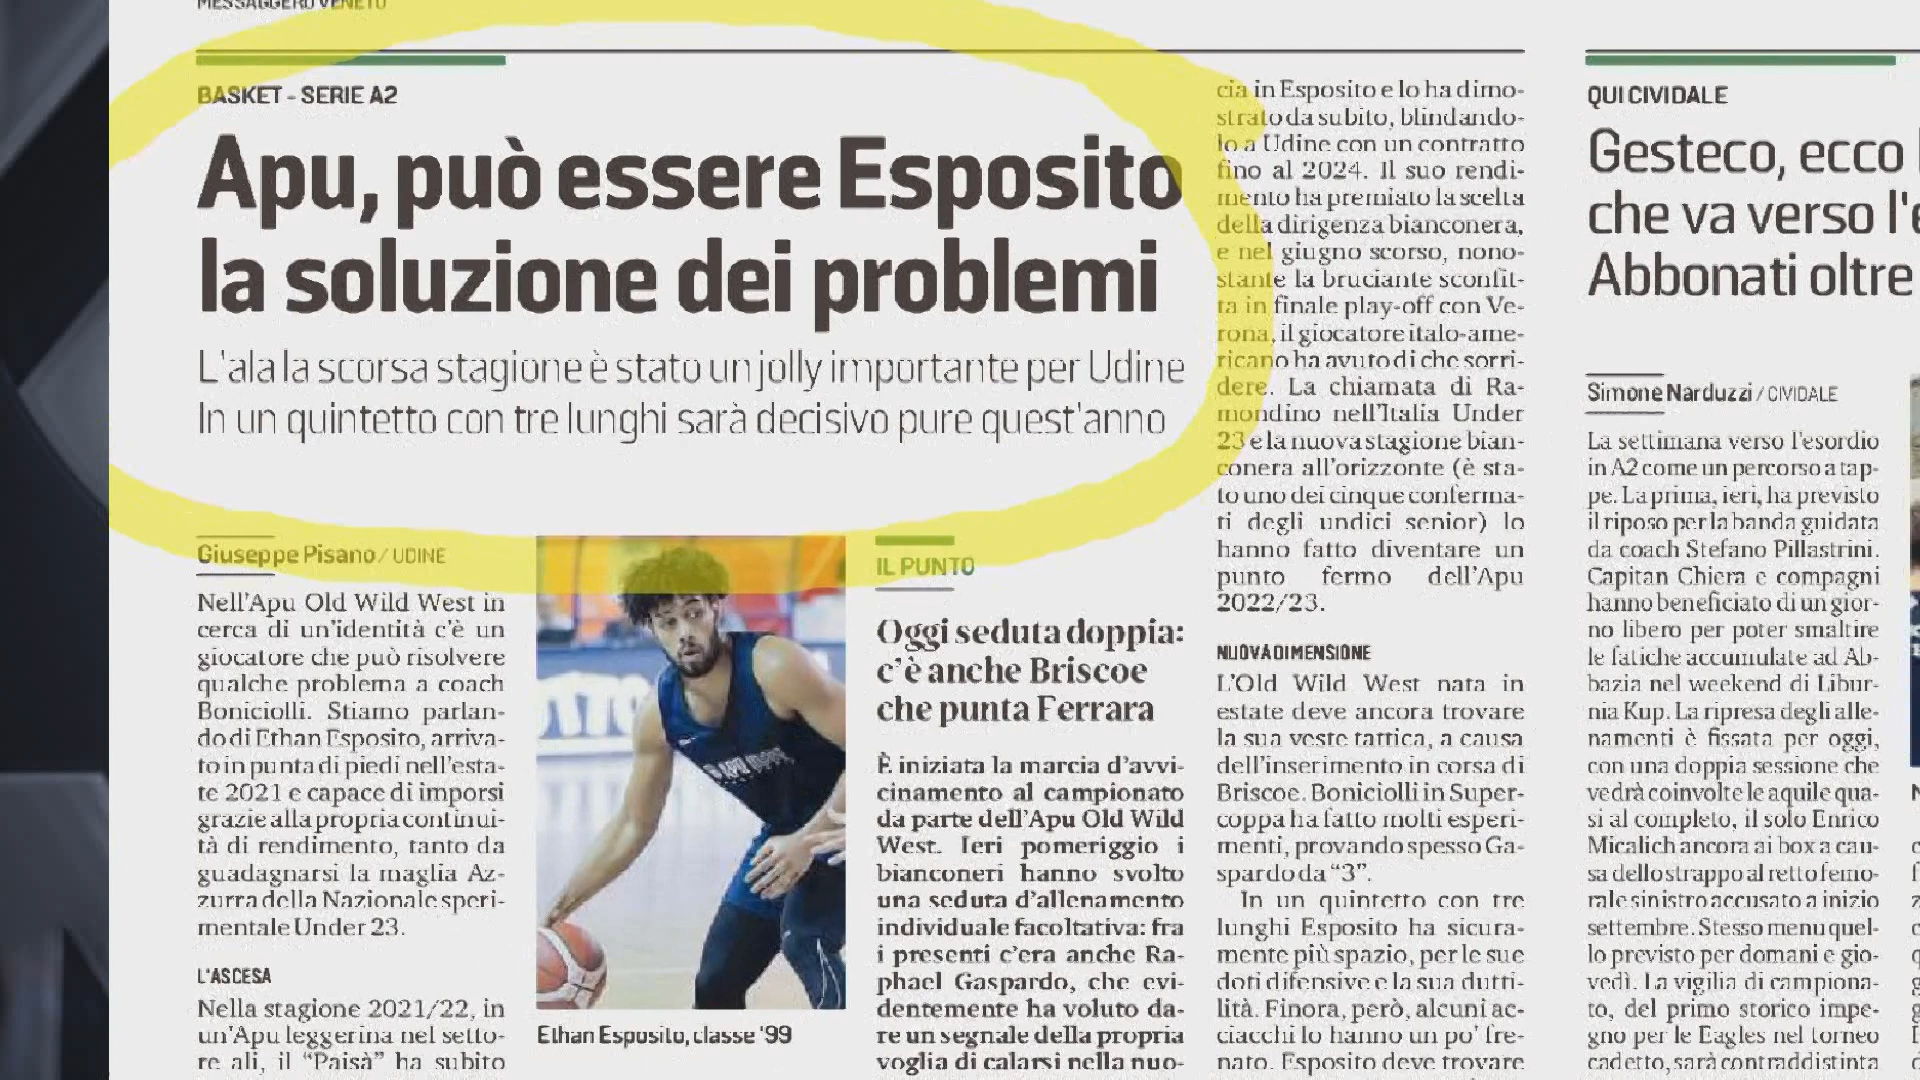 MESSAGGERO VENETO
BASKET - SERIE A2
Apu, può essere Esposito
la soluzione dei problemi
L'ala la scorsa stagione è stato un jolly importante per Udine
In un quintetto con tre lunghi sarà decisivo pure quest'anno
Giuseppe Pisano / UDINE
Nell'Apu Old Wild West in
cerca di un'identità c'è un
giocatore che può risolvere
qualche problema a coach
Boniciolli. Stiamo parlan-
do di Ethan Esposito, arriva-
to in punta di piedi nell'esta-
te 2021 e capace di imporsi
grazie alla propria continui-
tà di rendimento, tanto da
guadagnarsi la maglia Az-
zurra della Nazionale speri-
mentale Under 23.
L'ASCESA
Nella stagione 2021/22, in
un'Apu leggerina nel setto-
re ali, il “Paisà” ha subito
Ethan Esposito, classe '99
IL PUNTO
Oggi seduta doppia:
c'è anche Briscoe
che punta Ferrara
È iniziata la marcia d'avvi-
cinamento al campionato
da parte dell'Apu Old Wild
West. Ieri pomeriggio i
bianconeri hanno svolto
una seduta d'allenamento
individuale facoltativa: fra
i presenti c'era anche Ra-
phael Gaspardo, che evi-
dentemente ha voluto da-
re un segnale della propria
voglia di calarsi nella nuo-
cia in Esposito e lo ha dimo-
strato da subito, blindando-
lo a Udine con un contratto
fino al 2024. Il suo rendi-
mento ha premiato la scelta
della dirigenza bianconera,
e nel giugno scorso, nono-
stante la bruciante sconfit-
ta in finale play-off con Ve-
rona, il giocatore italo-ame-
ricano ha avuto di che sorri-
dere. La chiamata di Ra-
mondino nell'Italia Under
23 e la nuova stagione bian-
conera all'orizzonte (è sta-
to uno dei cinque conferma-
ti degli undici senior) lo
hanno fatto diventare un
punto fermo dell'Apu
2022/23.
NUOVA DIMENSIONE
L'Old Wild West nata in
estate deve ancora trovare
la sua veste tattica, a causa
dell'inserimento in corsa di
Briscoe. Boniciolli in Super-
coppa ha fatto molti esperi-
menti, provando spesso Ga-
spardo da “3”.
In un quintetto con tre
lunghi Esposito ha sicura-
mente più spazio, per le sue
doti difensive e la sua dutti-
lità. Finora, però, alcuni ac-
ciacchi lo hanno un po' fre-
nato. Esposito deve trovare
QUI CIVIDALE
Gesteco, ecco
che va verso l'e
Abbonati oltre
Simone Narduzzi / CIVIDALE
La settimana verso l'esordio
in A2 come un percorso a tap-
pe. La prima, ieri, ha previsto
il riposo per la banda guidata
da coach Stefano Pillastrini.
Capitan Chiera e compagni
hanno beneficiato di un gior-
no libero per poter smaltire
le fatiche accumulate ad Ab-
bazia nel weekend di Libur-
nia Kup. La ripresa degli alle-
namenti è fissata per oggi,
con una doppia sessione che
vedrà coinvolte le aquile qua-
si al completo, il solo Enrico
Micalich ancora ai box a cau-
sa dello strappo al retto femo-
rale sinistro accusato a inizio
settembre. Stesso menu quel-
lo previsto per domani e gio-
vedì. La vigilia di campiona-
to, del primo storico impe-
gno per le Eagles nel torneo
cadetto, sarà contraddistinta